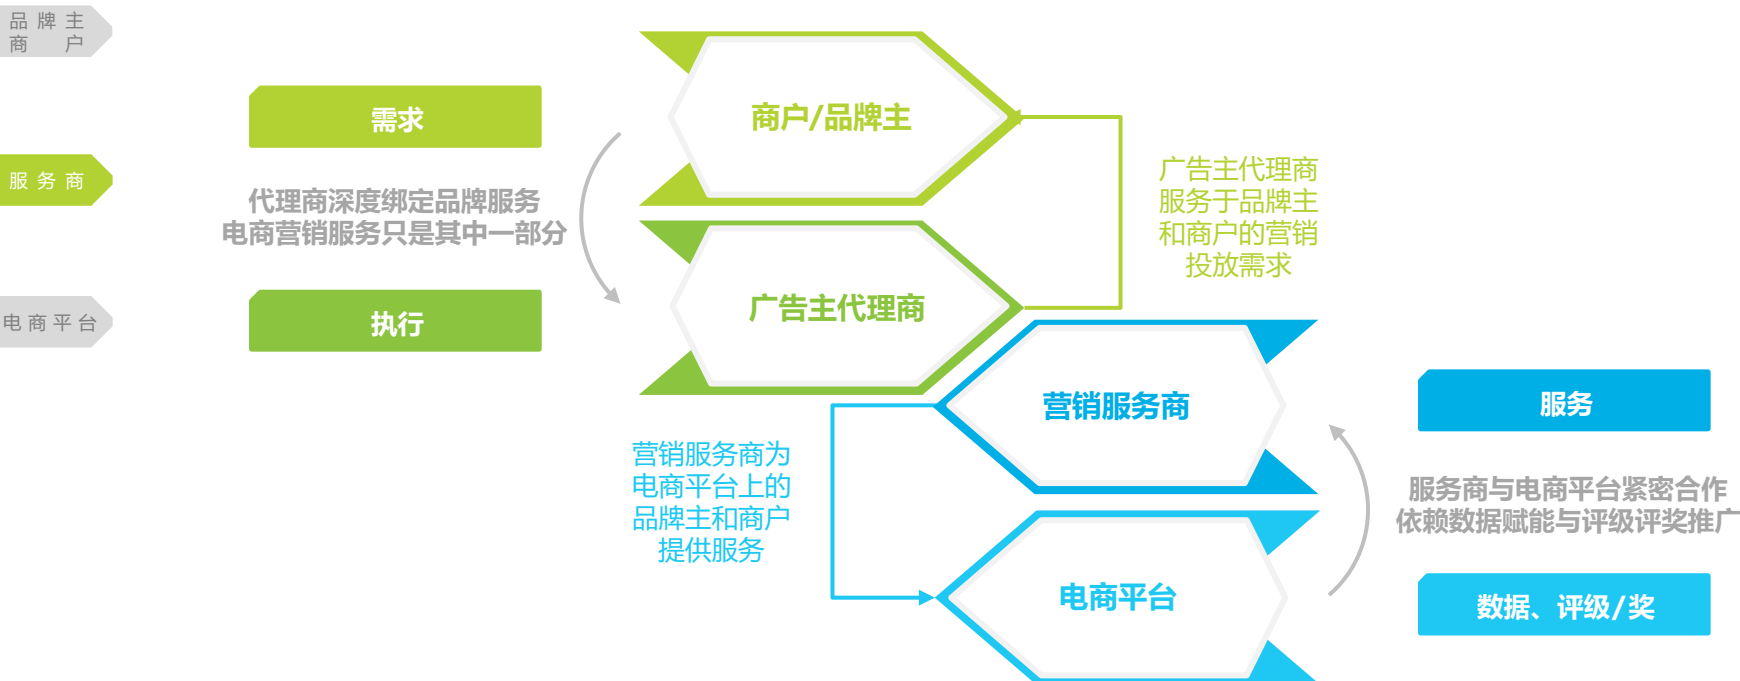 品牌主
商户
服务商
电商平台
需求
代理商深度绑定品牌服务
电商营销服务只是其中一部分
执行
商户/品牌主
广告主代理商
广告主代理商
服务于品牌主
和商户的营销
投放需求
营销服务商
电商平台
营销服务商为
电商平台上的
品牌主和商户
提供服务
服务
服务商与电商平台紧密合作
依赖数据赋能与评级评奖推广
数据、评级/奖